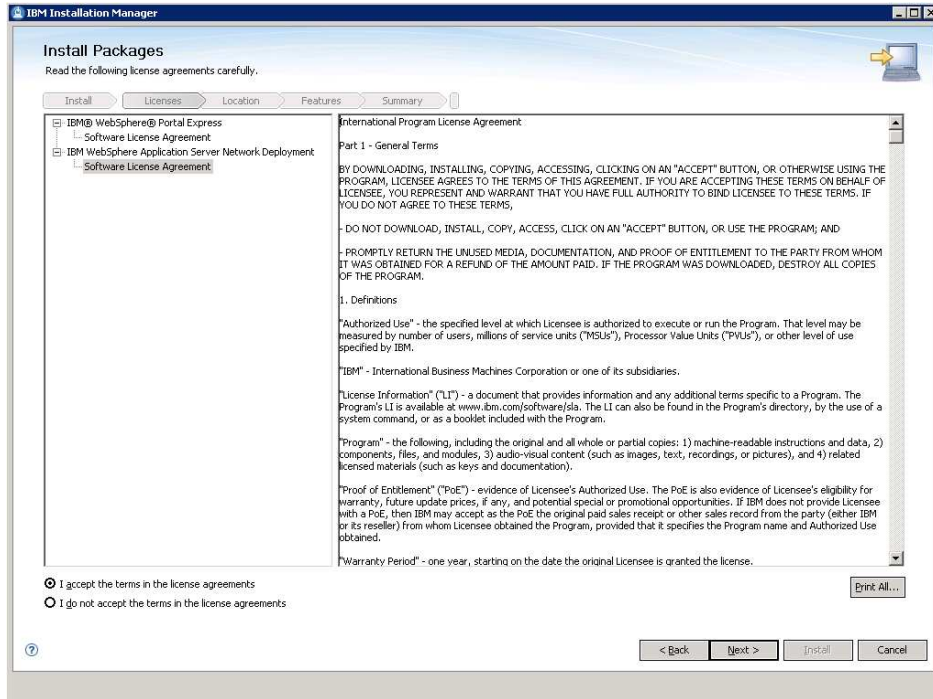 IBM Installation Manager
Install Packages
Read the following license agreements carefully.
Install
Licenses
Location
Features
Summary
IBM® WebSphere® Portal Express
Software License Agreement
IBM WebSphere Application Server Network Deployment
Software License Agreement
International Program License Agreement
Part 1 - General Terms
BY DOWNLOADING, INSTALLING, COPYING, ACCESSING, CLICKING ON AN "ACCEPT" BUTTON, OR OTHERWISE USING THE
PROGRAM, LICENSEE AGREES TO THE TERMS OF THIS AGREEMENT. IF YOU ARE ACCEPTING THESE TERMS ON BEHALF OF
LICENSEE, YOU REPRESENT AND WARRANT THAT YOU HAVE FULL AUTHORITY TO BIND LICENSEE TO THESE TERMS. IF
YOU DO NOT AGREE TO THESE TERMS,
- DO NOT DOWNLOAD, INSTALL, COPY, ACCESS, CLICK ON AN "ACCEPT" BUTTON, OR USE THE PROGRAM; AND
- PROMPTLY RETURN THE UNUSED MEDIA, DOCUMENTATION, AND PROOF OF ENTITLEMENT TO THE PARTY FROM WHOM
IT WAS OBTAINED FOR A REFUND OF THE AMOUNT PAID. IF THE PROGRAM WAS DOWNLOADED, DESTROY ALL COPIES
OF THE PROGRAM.
1. Definitions
"Authorized Use" - the specified level at which Licensee is authorized to execute or run the Program. That level may be
measured by number of users, millions of service units ("MSUs"), Processor Value Units ("PVUs"), or other level of use
specified by IBM.
"IBM" - International Business Machines Corporation or one of its subsidiaries.
"License Information" ("LI") - a document that provides information and any additional terms specific to a Program. The
Program's LI is available at www.ibm.com/software/sla. The LI can also be found in the Program's directory, by the use of a
system command, or as a booklet included with the Program.
"Program" - the following, including the original and all whole or partial copies: 1) machine-readable instructions and data, 2)
components, files, and modules, 3) audio-visual content (such as images, text, recordings, or pictures), and 4) related
licensed materials (such as keys and documentation).
"Proof of Entitlement" ("PoE") - evidence of Licensee's Authorized Use. The PoE is also evidence of Licensee's eligibility for
warranty, future update prices, if any, and potential special or promotional opportunities. If IBM does not provide Licensee
with a PoE, then IBM may accept as the PoE the original paid sales receipt or other sales record from the party (either IBM
or its reseller) from whom Licensee obtained the Program, provided that it specifies the Program name and Authorized Use
obtained.
"Warranty Period" - one year, starting on the date the original Licensee is granted the license.
I accept the terms in the license agreements
I do not accept the terms in the license agreements
Print All...
?
< Back
Next >
Install
Cancel